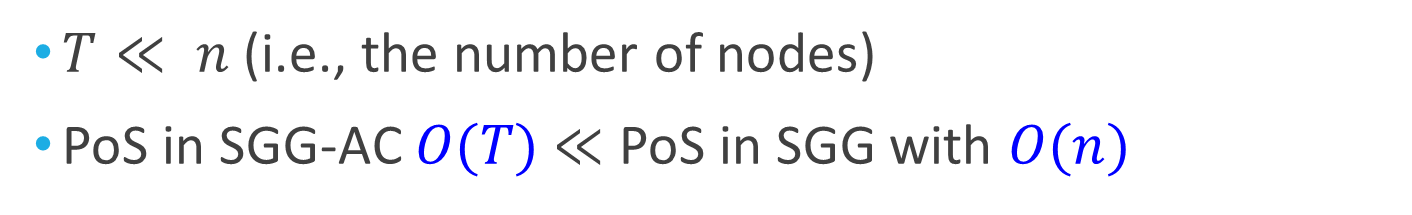 • T ≪ n (i.e., the number of nodes)
• PoS in SGG-AC O(T) ≪ PoS in SGG with O(n)